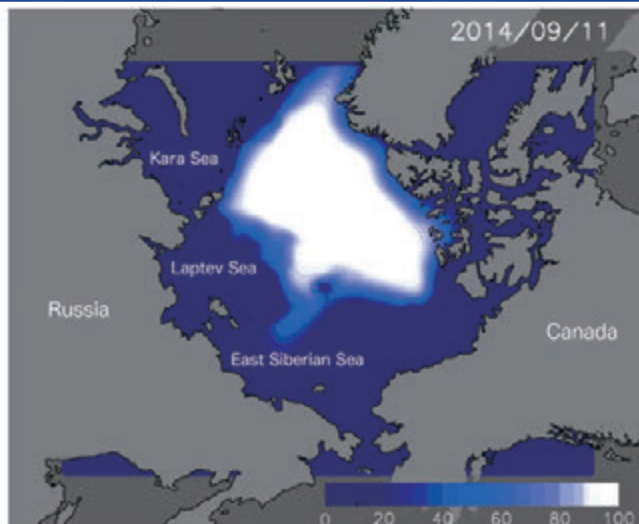 2014/09/11
Kara Sea
Laptev Sea
Russia
Canada
East Siberian Sea
0 20 40 60 80 100